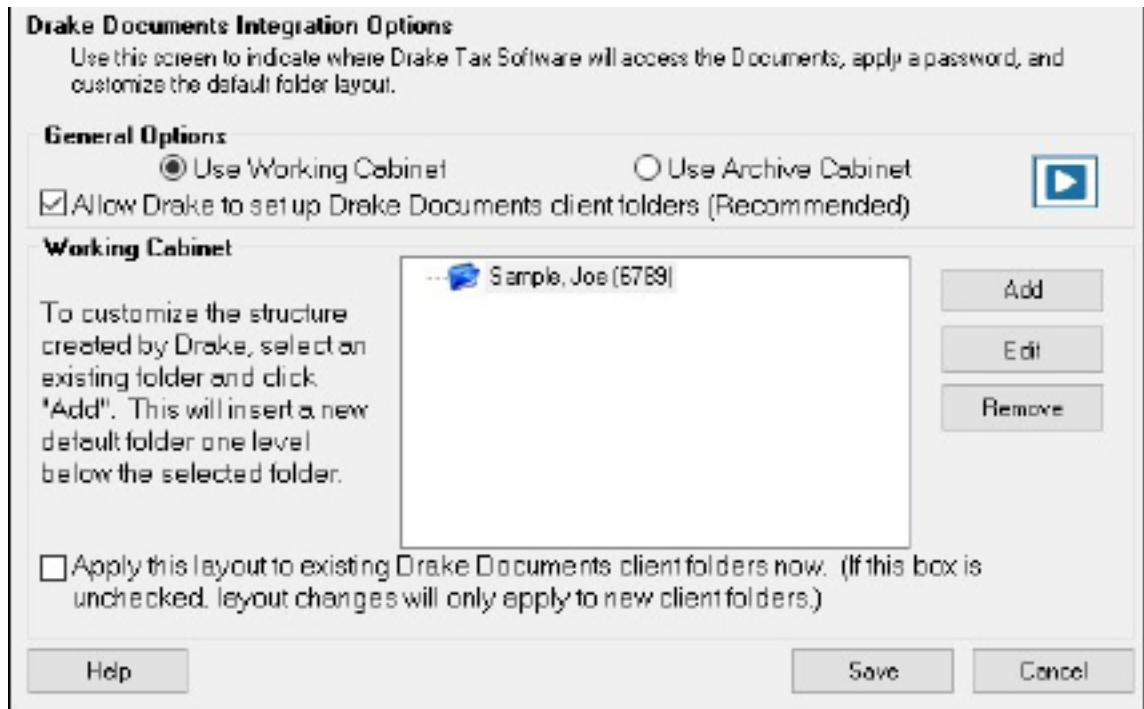 Drake Documents Integration Options
Use this screen to indicate where Drake Tax Software will access the Documents, apply a password, and
customize the default folder layout.
General Options
Use Working Cabinet
Use Archive Cabinet
Allow Drake to set up Drake Documents client folders (Recommended)
Working Cabinet
To customize the structure
created by Drake, select an
existing folder and click
"Add". This will insert a new
default folder one level
below the selected folder.
Sample, Joe (6789)
Add
Edit
Remove
Apply this layout to existing Drake Documents client folders now. (If this box is
unchecked, layout changes will only apply to new client folders.)
Help
Save
Cancel